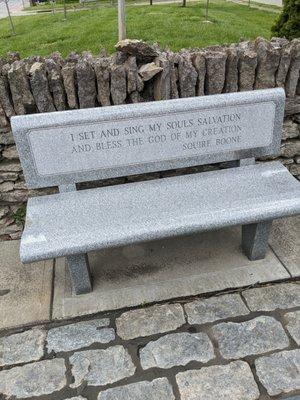 I SET AND SING MY SOULS SALVATION
AND BLESS THE GOD OF MY CREATION
SQUIRE BOONE